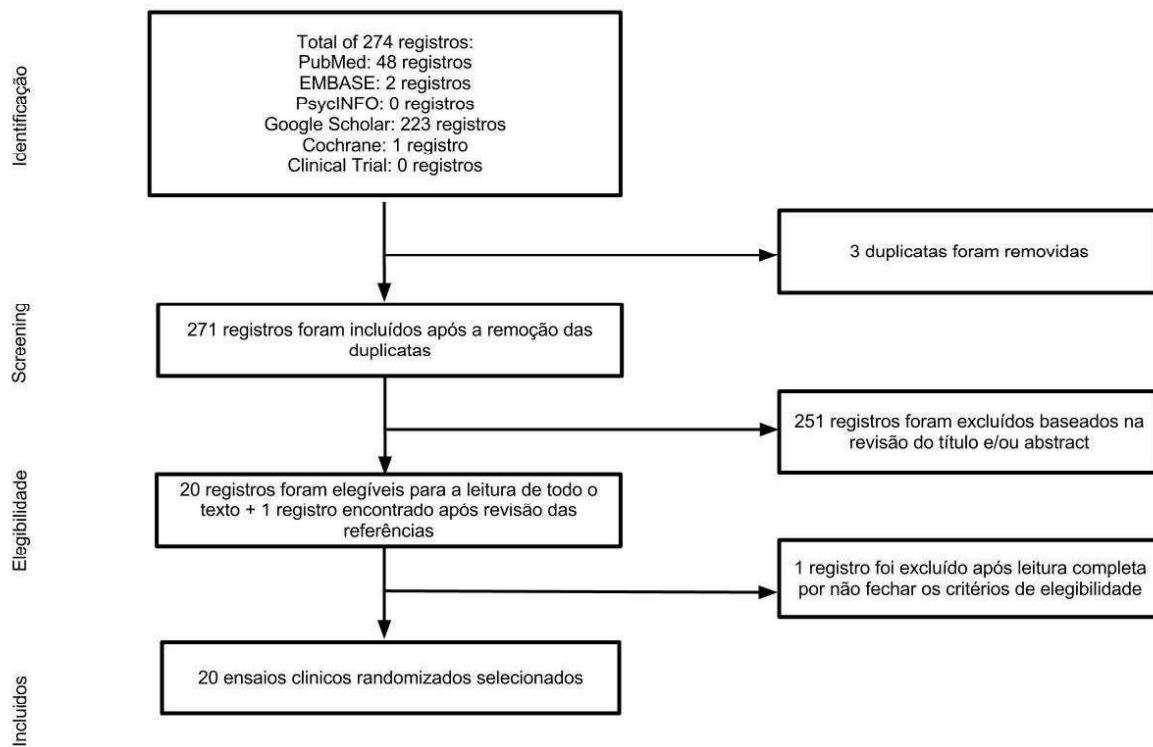 Identificação
Total of 274 registros:
PubMed: 48 registros
EMBASE: 2 registros
PsycINFO: 0 registros
Google Scholar: 223 registros
Cochrane: 1 registro
Clinical Trial: 0 registros
3 duplicatas foram removidas
Screening
271 registros foram incluídos após a remoção das
duplicatas
251 registros foram excluídos baseados na
revisão do título e/ou abstract
Elegibilidade
20 registros foram elegíveis para a leitura de todo o
texto + 1 registro encontrado após revisão das
referências
1 registro foi excluído após leitura completa
por não fechar os critérios de elegibilidade
Incluidos
20 ensaios clinicos randomizados selecionados